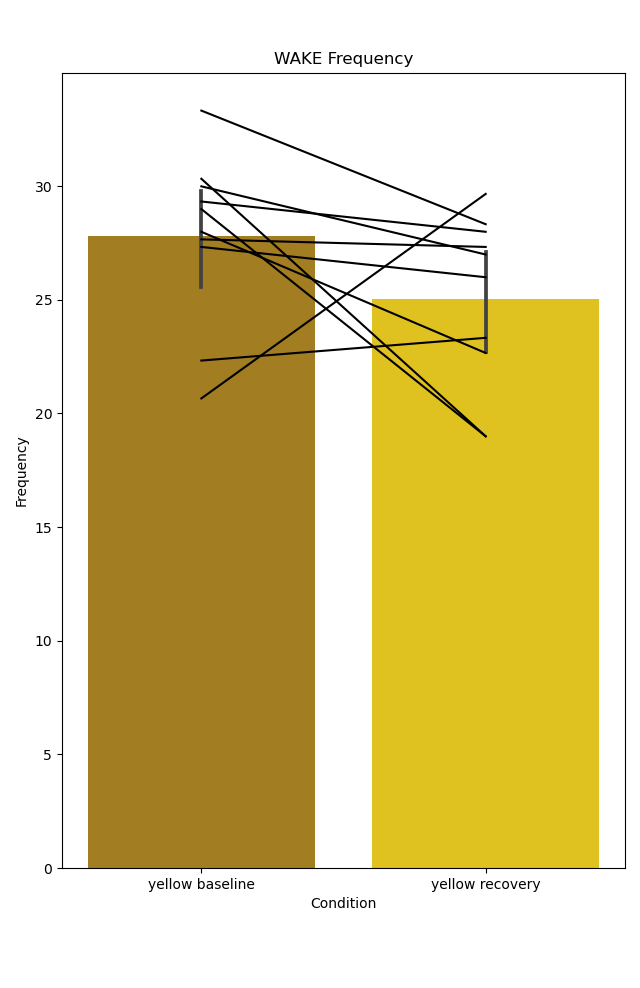 WAKE Frequency
30
25
20
15
10
5
0
Frequency
yellow baseline
yellow recovery
Condition